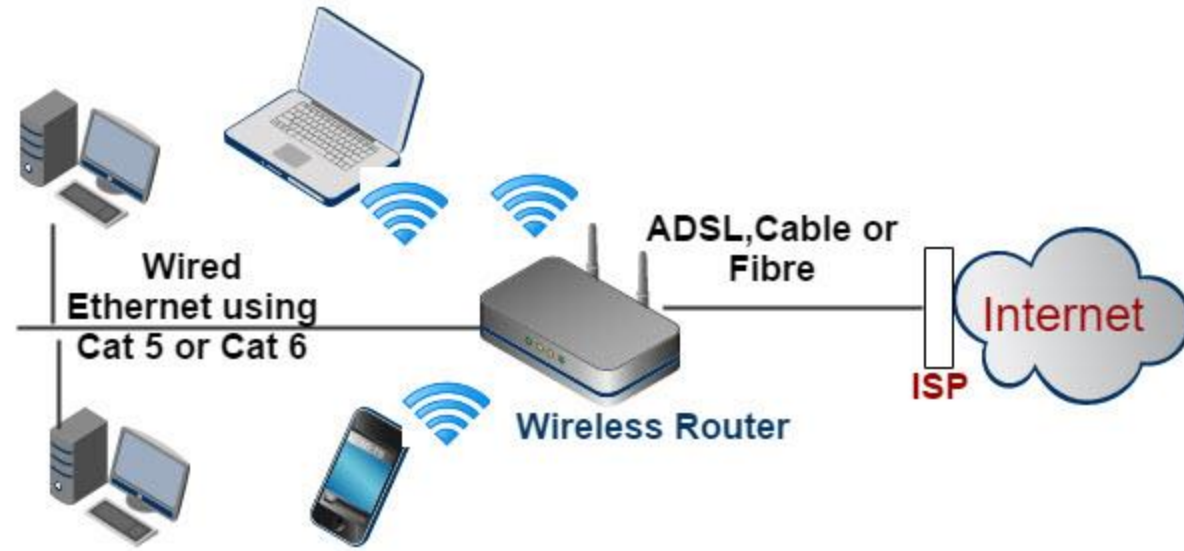 ADSL,Cable or
Fibre
Wired
Ethernet using
Cat 5 or Cat 6
Internet
ISP
Wireless Router